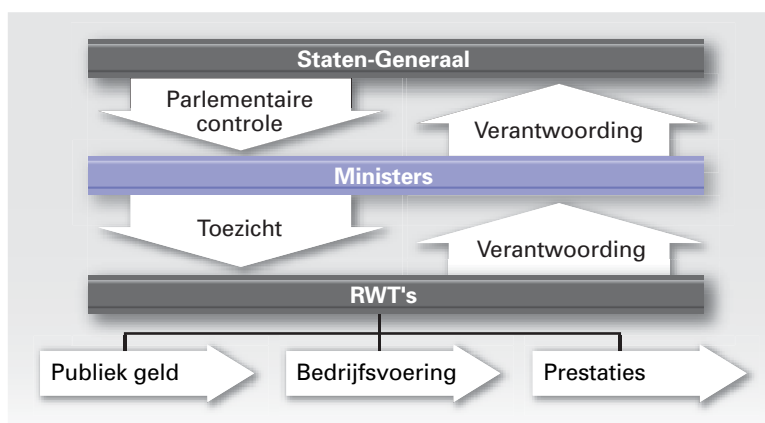 Staten-Generaal
Parlementaire
controle
Verantwoording
Ministers
Toezicht
Verantwoording
RWT's
Publiek geld
Bedrijfsvoering
Prestaties